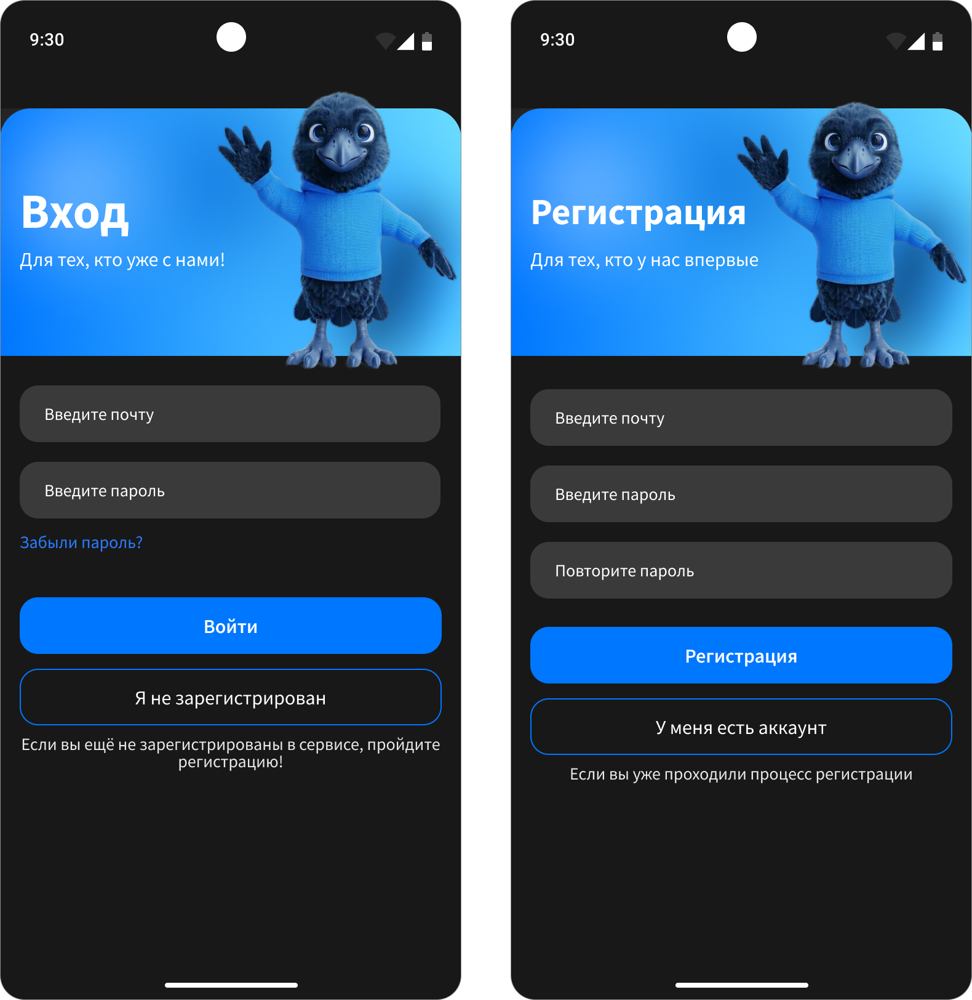 9:30
Вход
Для тех, кто уже с нами!
Введите почту
Введите пароль
Забыли пароль?
Войти
Я не зарегистрирован
Если вы ещё не зарегистрированы в сервисе, пройдите
регистрацию!
9:30
Регистрация
Для тех, кто у нас впервые
Введите почту
Введите пароль
Повторите пароль
Регистрация
У меня есть аккаунт
Если вы уже проходили процесс регистрации